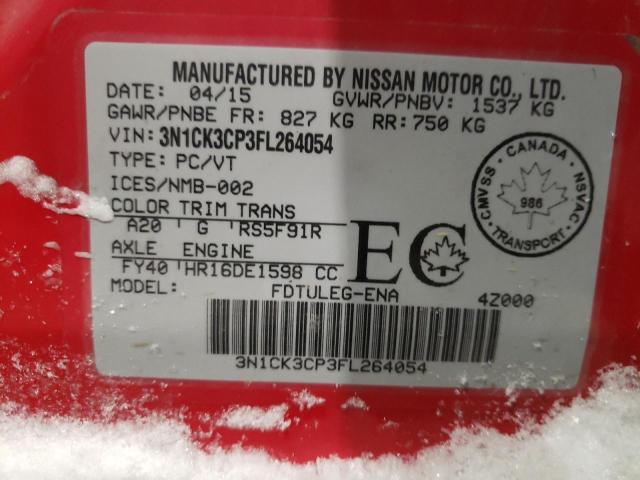 MANUFACTURED BY NISSAN MOTOR CO., LTD.
DATE: 04/15 GVWR/PNBV: 1537 KG
GAWR/PNBE FR: 827 KG RR: 750 KG
VIN: 3N1CK3CP3FL264054
TYPE: PC/VT
ICES/NMB-002
COLOR TRIM TRANS
A20 G RS5F91R
AXLE ENGINE
FY40 HR16DE1598 CC
EC
MODEL: FDTULEG-ENA 4Z000
3N1CK3CP3FL264054
CANADA
CMVSS
NSVAC
986
TRANSPORT